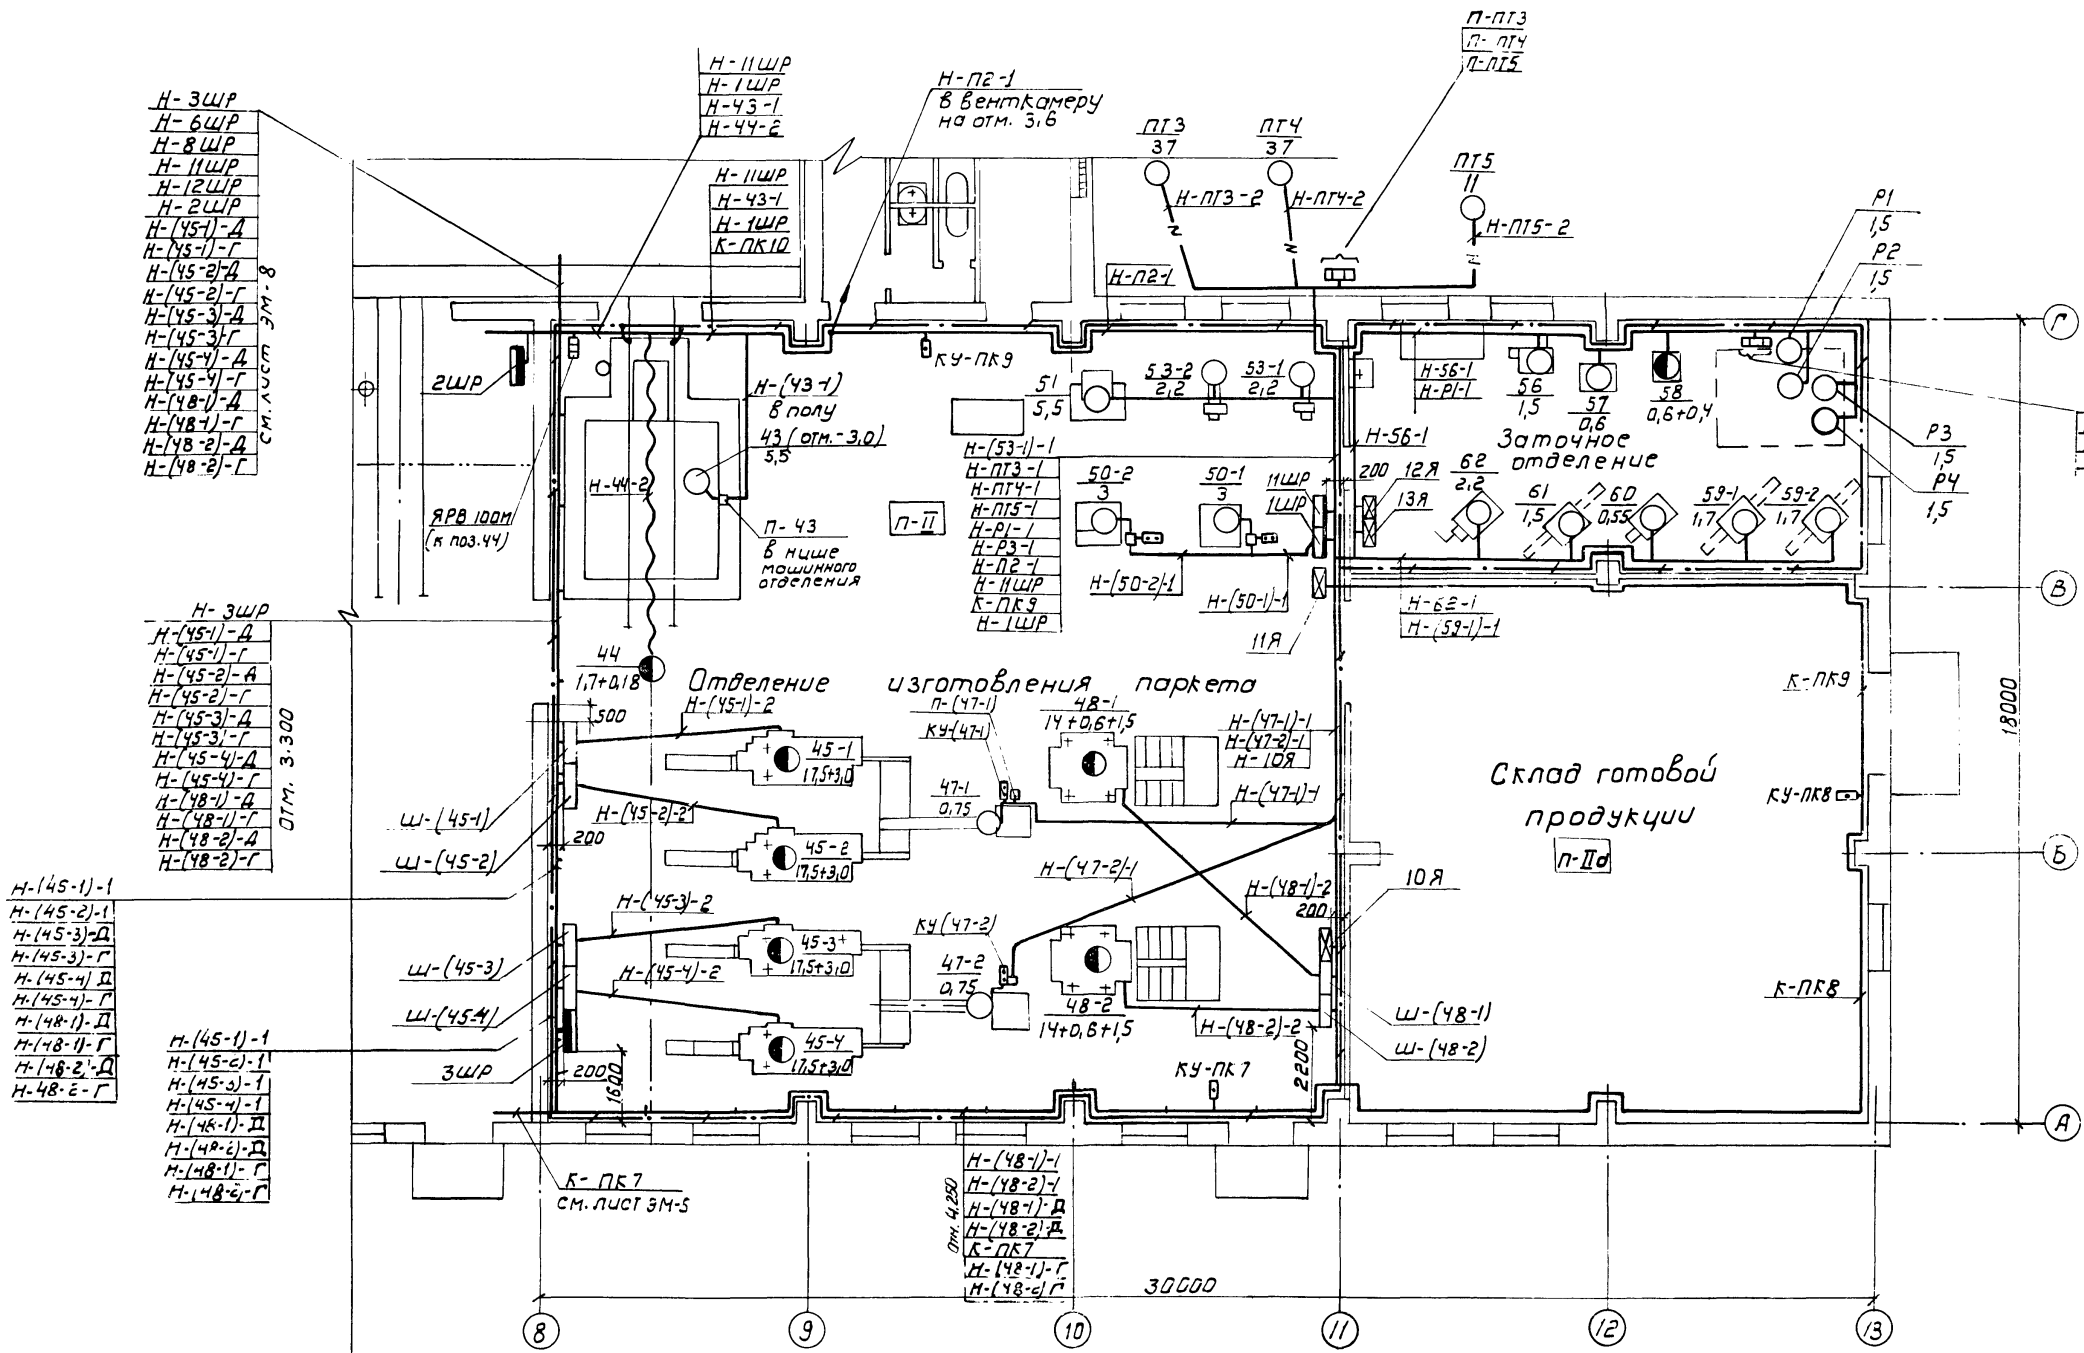 П-ПТ3
П-ПТ4
П-ПТ5
Н-11ШР
Н-1ШР
Н-43-1
Н-44-2
Н-П2-1
в венткамеру
на отм. 3,6
Н-3ШР
Н-6ШР
Н-8ШР
Н-11ШР
Н-12ШР
Н-2ШР
Н-(45-1)-Д
Н-(45-1)-Г
Н-(45-2)-Д
Н-(45-2)-Г
Н-(45-3)-Д
Н-(45-3)Г
Н-(45-4)-Д
Н-(45-4)-Г
Н-(48-1)-Д
Н-(48-1)-Г
Н-(48-2)-Д
Н-(48-2)-Г
см. лист ЭМ-8
Н-11ШР
Н-43-1
Н-1ШР
К-ПК10
ПТ3
37
ПТ4
37
ПТ5
11
Н-ПТ3-2
Н-ПТ4-2
Н-ПТ5-2
Н-П2-1
Р1
1,5
Р2
1,5
Г
2ШР
КУ-ПК9
Н-(43-1)
в полу
43 (отм.-3,0)
5,5
51
5,5
53-2
2,2
53-1
2,2
Н-56-1
Н-Р1-1
56
1,5
57
0,6
58
0,6+0,4
Заточное
отделение
Р3
1,5
Р4
1,5
Н-44-2
ЯРВ 100М
(к поз.44)
П-43
в нише
машинного
отделения
П-II
Н-(53-1)-1
Н-ПТ3-1
Н-ПТ4-1
Н-ПТ5-1
Н-Р1-1
Н-Р3-1
Н-П2-1
Н-11ШР
К-ПК9
Н-1ШР
50-2
3
50-1
3
11ШР
1ШР
Н-56-1
200
12Я
13Я
62
2,2
61
1,5
60
0,55
59-1
1,7
59-2
1,7
Н-(50-2)-1
Н-(50-1)-1
11Я
Н-62-1
Н-(59-1)-1
В
Н-3ШР
Н-(45-1)-Д
Н-(45-1)-Г
Н-(45-2)-Д
Н-(45-2)-Г
Н-(45-3)-Д
Н-(45-3)-Г
Н-(45-4)-Д
Н-(45-4)-Г
Н-(48-1)-Д
Н-(48-1)-Г
Н-(48-2)-Д
Н-(48-2)-Г
отм. 3.300
44
1,7+0,18
500
Отделение изготовления паркета
Н-(45-1)-2
П-(47-1)
КУ-(47-1)
48-1
14+0,6+1,5
Н-(47-1)-1
Н-(47-2)-1
Н-10Я
К-ПК9
18000
45-1
17,5+3,0
Ш-(45-1)
Н-(45-2)-2
47-1
0,75
Н-(47-1)-1
Склад готовой
продукции
П-IIа
КУ-ПК8
Ш-(45-2)
200
45-2
17,5+3,0
Б
Н-(47-2)-1
Н-(48-1)-2
200
10Я
Н-(45-1)-1
Н-(45-2)-1
Н-(45-3)-Д
Н-(45-3)-Г
Н-(45-4)Д
Н-(45-4)-Г
Н-(48-1)-Д
Н-(48-1)-Г
Н-(48-2)-Д
Н-48-2-Г
Н-(45-3)-2
КУ(47-2)
Ш-(45-3)
45-3
17,5+3,0
Н-(45-4)-2
47-2
0,75
48-2
14+0,6+1,5
К-ПК8
Ш-(45-4)
Н-(48-2)-2
Ш-(48-1)
Ш-(48-2)
Н-(45-1)-1
Н-(45-2)-1
Н-(45-3)-1
Н-(45-4)-1
Н-(48-1)-Д
Н-(48-2)-Д
Н-(48-1)-Г
Н-(48-2)-Г
3ШР
200
1600
45-4
17,5+3,0
КУ-ПК7
2200
А
К-ПК7
см. лист ЭМ-5
отм. 4.250
Н-(48-1)-1
Н-(48-2)-1
Н-(48-1)-Д
Н-(48-2)-Д
К-ПК7
Н-(48-1)-Г
Н-(48-2)Г
30000
8
9
10
11
12
13